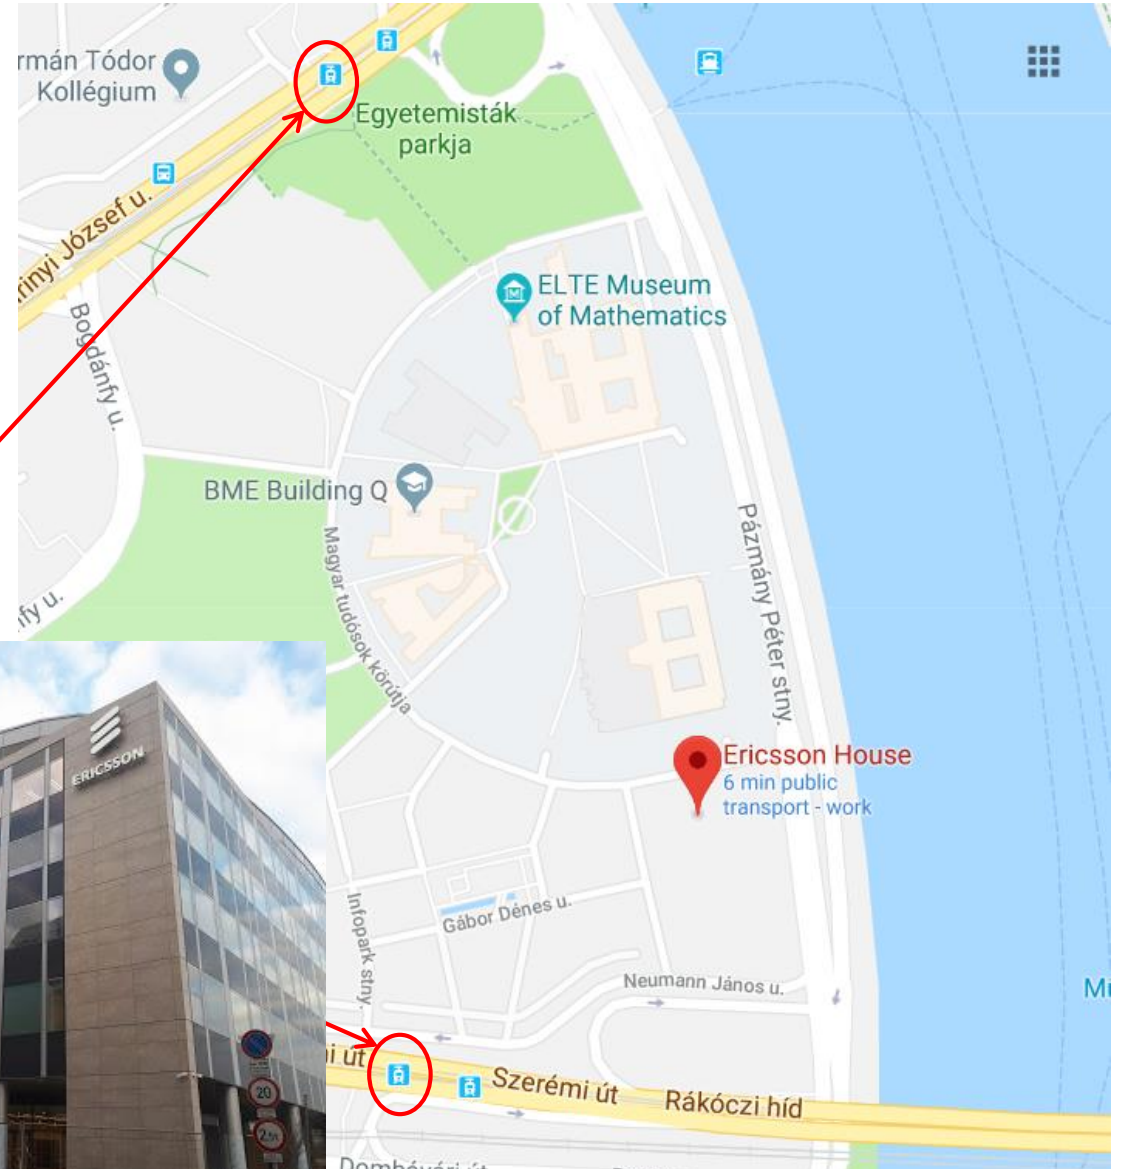 rmán Tódor
Kollégium
Egyetemisták
parkja
rinyi József u.
ELTE Museum
of Mathematics
Bogdánfy u.
BME Building Q
Pázmány Péter stny.
Magyar tudósok körútja
fy u.
Ericsson House
6 min public
transport - work
ERICSSON
Infopark stny.
Gábor Dénes u.
Neumann János u.
Mű
i út
Szerémi út
Rákóczi híd
20